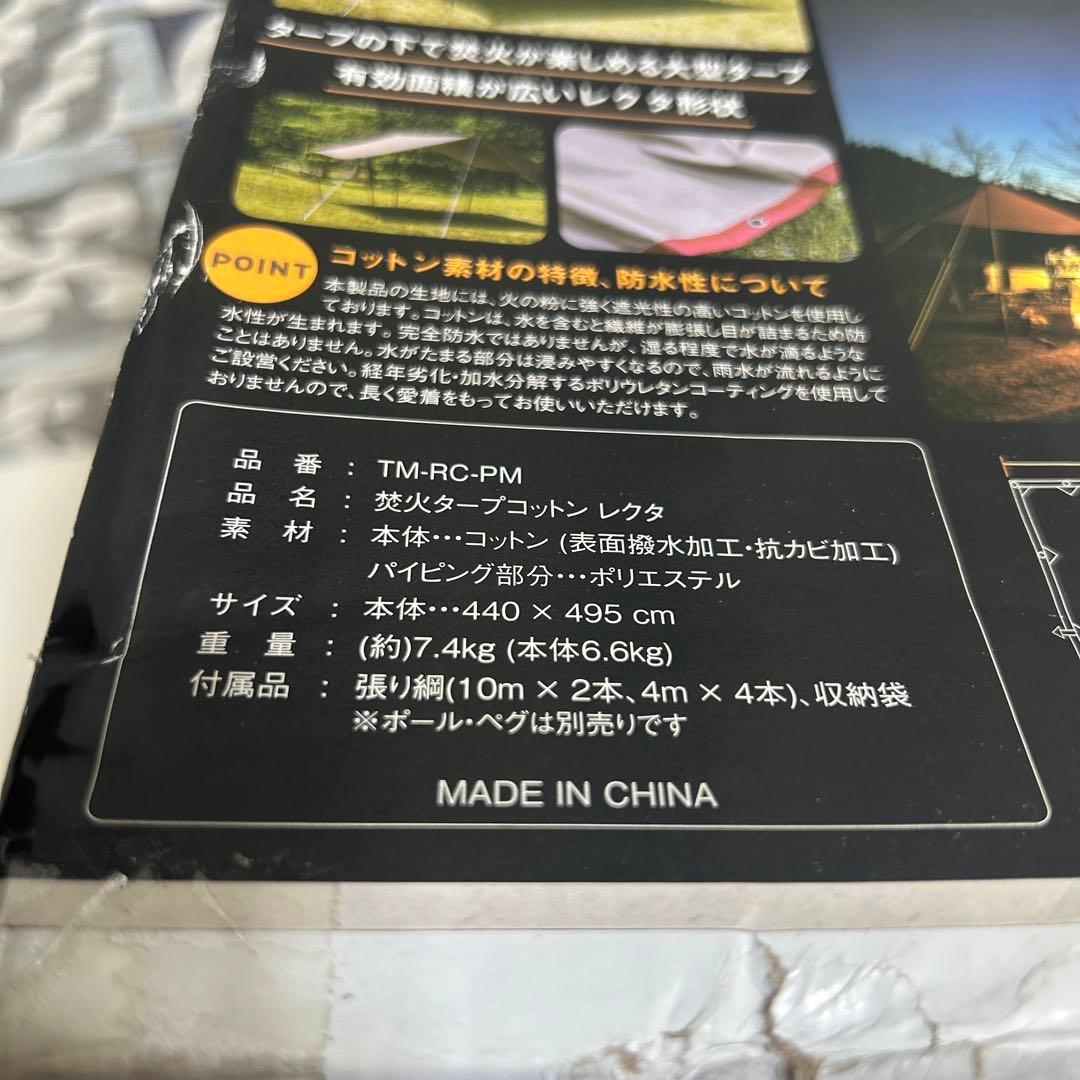 タープの下で焚火が楽しめる大型タープ
有効面積が広いレクタ形状
POINT コットン素材の特徴、防水性について
本製品の生地には、火の粉に強く遮光性の高いコットンを使用し
ております。コットンは、水を含むと繊維が膨張し目が詰まるため防
水性が生まれます。完全防水ではありませんが、湿る程度で水が滴るような
ことはありません。水がたまる部分は浸みやすくなるので、雨水が流れるように
ご設営ください。経年劣化・加水分解するポリウレタンコーティングを使用して
おりませんので、長く愛着をもってお使いいただけます。
品番 : TM-RC-PM
品名 : 焚火タープコットン レクタ
素材 : 本体･･･コットン (表面撥水加工・抗カビ加工)
パイピング部分･･･ポリエステル
サイズ : 本体･･･440 × 495 cm
重量 : (約)7.4kg (本体6.6kg)
付属品 : 張り綱(10m × 2本、4m × 4本)、収納袋
※ポール・ペグは別売りです
MADE IN CHINA